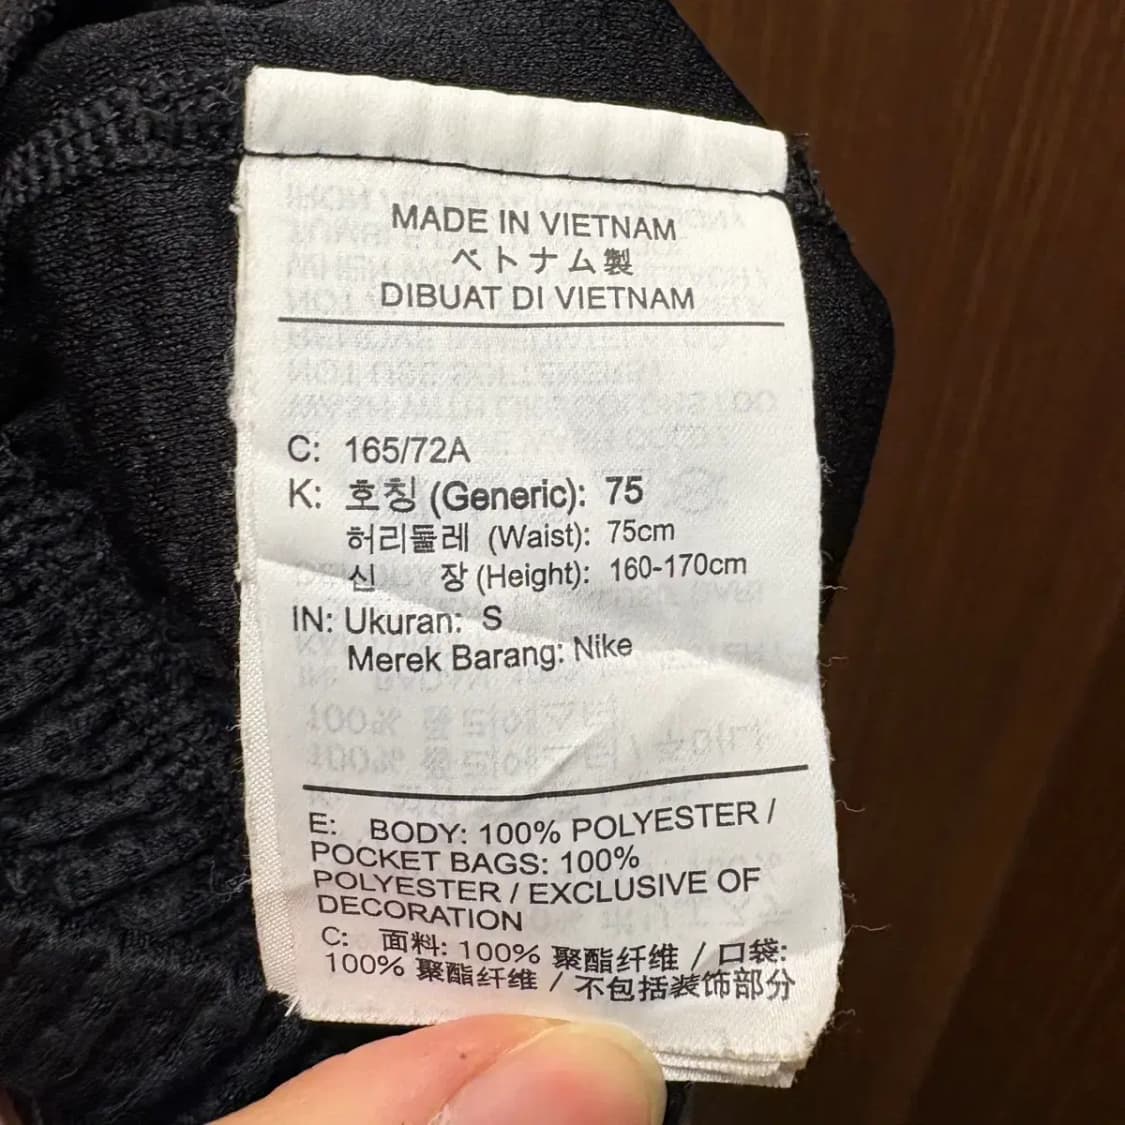 MADE IN VIETNAM
ベトナム製
DIBUAT DI VIETNAM
C: 165/72A
K: 호칭 (Generic): 75
허리둘레 (Waist): 75cm
신 장 (Height): 160-170cm
IN: Ukuran: S
Merek Barang: Nike
E: BODY: 100% POLYESTER /
POCKET BAGS: 100%
POLYESTER / EXCLUSIVE OF
DECORATION
C: 面料: 100% 聚酯纤维 / 口袋:
100% 聚酯纤维 / 不包括装饰部分